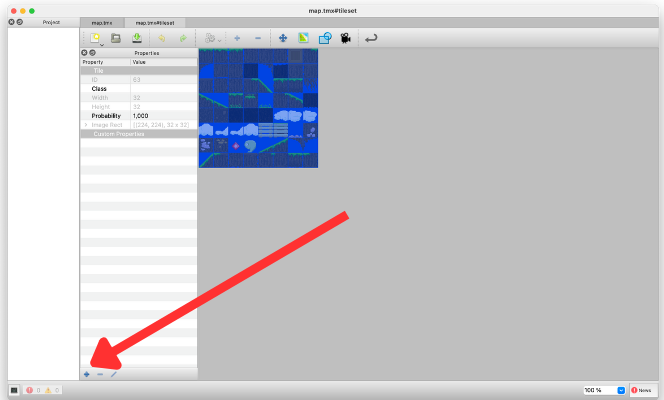 map.tmx#tileset
Project
map.tmx
map.tmx#tileset
Properties
Property Value
Tile
ID 63
Class
Width 32
Height 32
Probability 1,000
Image Rect [(224, 224), 32 x 32]
Custom Properties
0 0
100 %
News